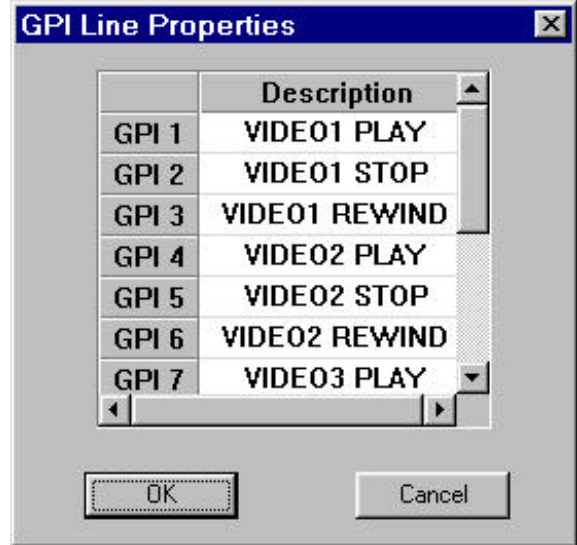 GPI Line Properties
Description
GPI 1 VIDEO1 PLAY
GPI 2 VIDEO1 STOP
GPI 3 VIDEO1 REWIND
GPI 4 VIDEO2 PLAY
GPI 5 VIDEO2 STOP
GPI 6 VIDEO2 REWIND
GPI 7 VIDEO3 PLAY
OK Cancel